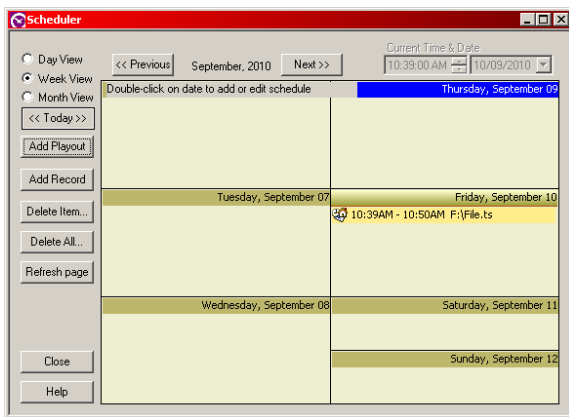 Scheduler
Day View
Week View
Month View
<< Today >>
Add Playout
Add Record
Delete Item...
Delete All...
Refresh page
Close
Help
<< Previous
September, 2010
Next >>
Current Time & Date
10:39:00 AM
10/09/2010
Double-click on date to add or edit schedule
Thursday, September 09
Tuesday, September 07
Friday, September 10
10:39AM - 10:50AM F:\File.ts
Wednesday, September 08
Saturday, September 11
Sunday, September 12